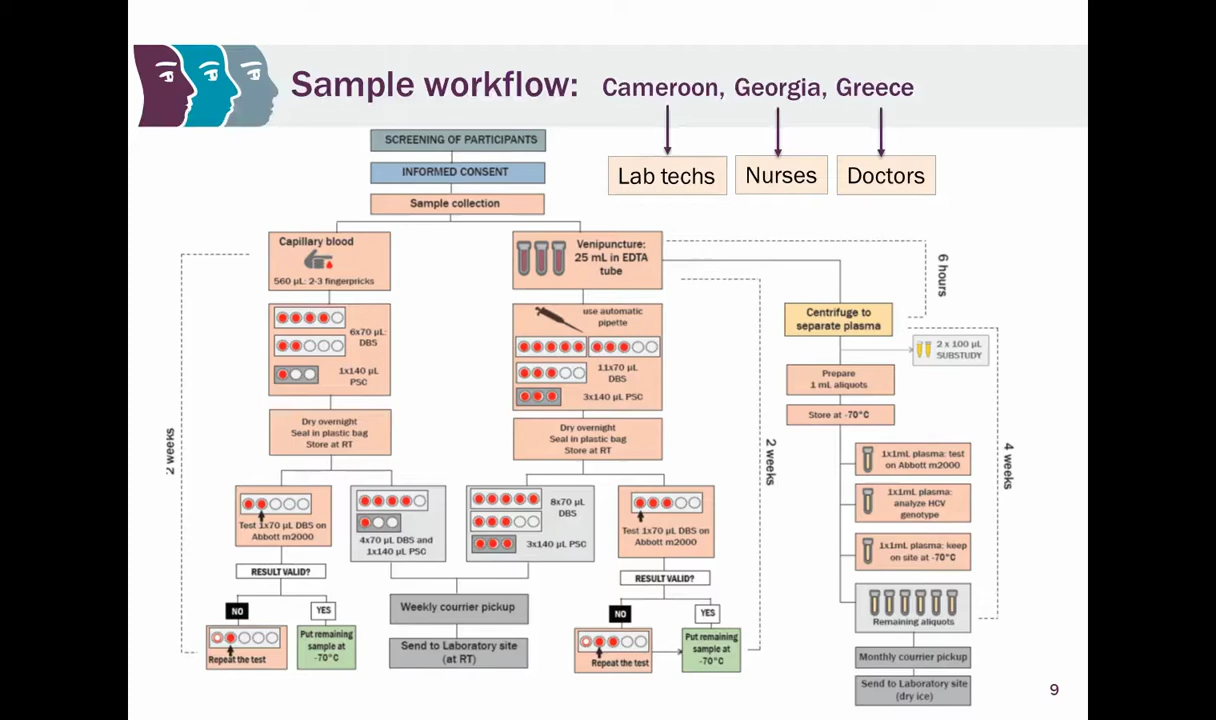 Sample workflow: Cameroon, Georgia, Greece
Lab techs
Nurses
Doctors
SCREENING OF PARTICIPANTS
INFORMED CONSENT
Sample collection
Capillary blood
560 µL: 2-3 fingerpricks
6x70 µL:
DBS
1x140 µL
PSC
Dry overnight
Seal in plastic bag
Store at RT
2 weeks
Test 1x70 µL DBS on
Abbott m2000
4x70 µL DBS and
1x140 µL PSC
RESULT VALID?
NO
YES
Repeat the test
Put remaining
sample at
-70°C
Venipuncture:
25 mL in EDTA
tube
use automatic
pipette
11x70 µL
DBS
3x140 µL PSC
Dry overnight
Seal in plastic bag
Store at RT
8x70 µL
DBS
3x140 µL PSC
Test 1x70 µL DBS on
Abbott m2000
RESULT VALID?
NO
YES
Repeat the test
Put remaining
sample at
-70°C
2 weeks
Weekly courrier pickup
Send to Laboratory site
(at RT)
6 hours
Centrifuge to
separate plasma
2 x 100 µL
SUBSTUDY
Prepare
1 mL aliquots
Store at -70°C
4 weeks
1x1mL plasma: test
on Abbott m2000
1x1mL plasma:
analyze HCV
genotype
1x1mL plasma: keep
on site at -70°C
Remaining aliquots
Monthly courrier pickup
Send to Laboratory site
(dry ice)
9